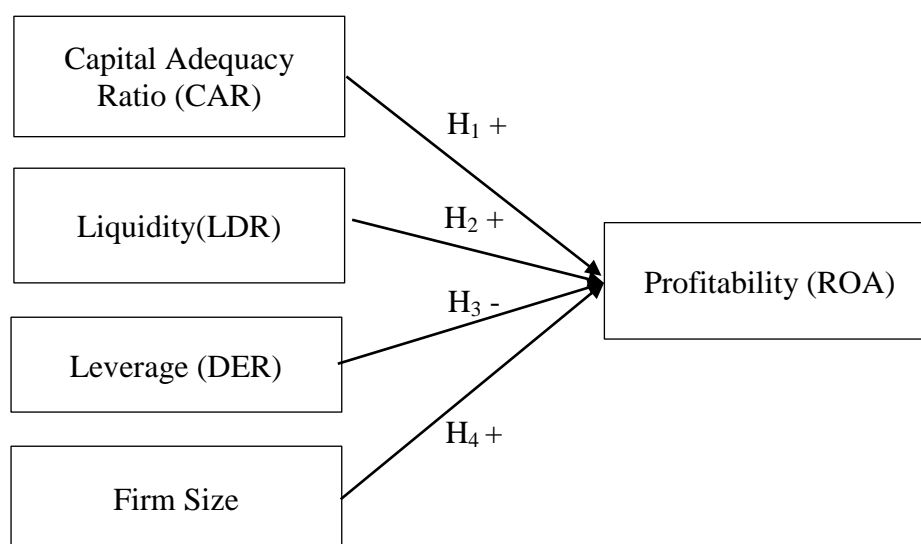 Capital Adequacy
Ratio (CAR)
H₁ +
Liquidity(LDR)
H₂ +
Profitability (ROA)
H₃ -
Leverage (DER)
H₄ +
Firm Size